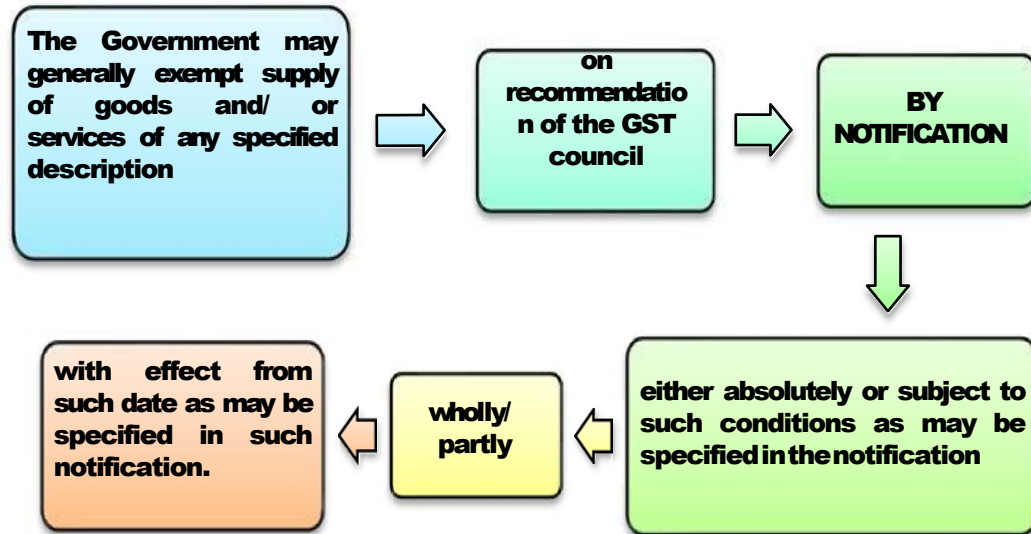 The Government may
generally exempt supply
of goods and/ or
services of any specified
description
on
recommendatio
n of the GST
council
BY
NOTIFICATION
either absolutely or subject to
such conditions as may be
specified in the notification
wholly/
partly
with effect from
such date as may be
specified in such
notification.